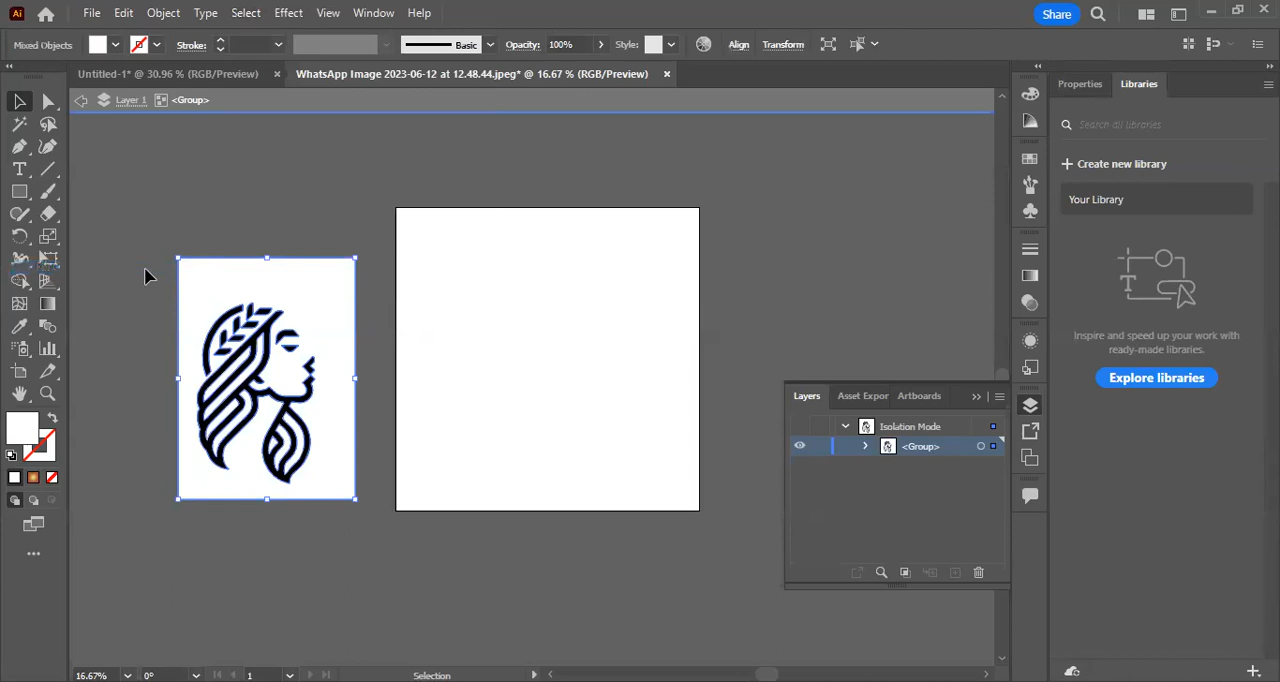 Ai File Edit Object Type Select Effect View Window Help Share
Mixed Objects Stroke: Basic Opacity: 100% Style: Align Transform
Untitled-1* @ 30.96 % (RGB/Preview) × WhatsApp Image 2023-06-12 at 12.48.44.jpeg* @ 16.67 % (RGB/Preview) ×
Layer 1 <Group>
Properties Libraries
Search all libraries
Create new library
Your Library
Inspire and speed up your work with
ready-made libraries.
Explore libraries
Layers Asset Expor Artboards
Isolation Mode
<Group>
16.67% 0° 1 Selection